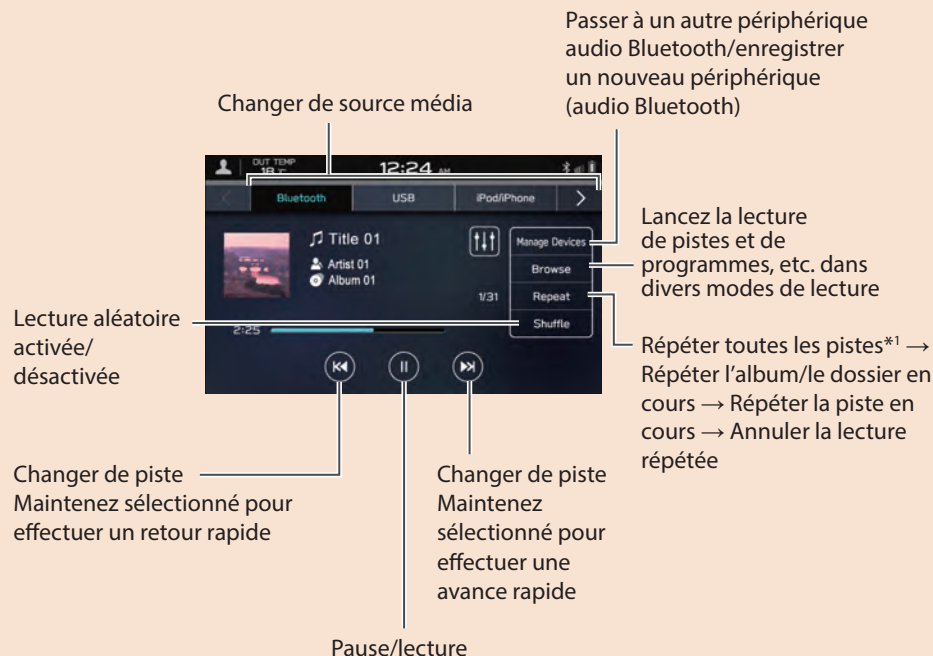 Passer à un autre périphérique
audio Bluetooth/enregistrer
un nouveau périphérique
(audio Bluetooth)
Changer de source média
OUT TEMP
18 °C
12:24 AM
Bluetooth
USB
iPod/iPhone
Title 01
Artist 01
Album 01
1/31
2:25
Manage Devices
Browse
Repeat
Shuffle
Lancez la lecture
de pistes et de
programmes, etc. dans
divers modes de lecture
Lecture aléatoire
activée/
désactivée
Répéter toutes les pistes*1 →
Répéter l’album/le dossier en
cours → Répéter la piste en
cours → Annuler la lecture
répétée
Changer de piste
Maintenez sélectionné pour
effectuer un retour rapide
Changer de piste
Maintenez
sélectionné pour
effectuer une
avance rapide
Pause/lecture